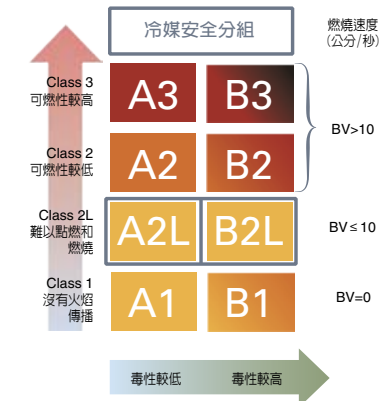 冷媒安全分組
燃燒速度
（公分/秒）
Class 3
可燃性較高
A3
B3
BV>10
Class 2
可燃性較低
A2
B2
Class 2L
難以點燃和
燃燒
A2L
B2L
BV≤10
Class 1
沒有火焰
傳播
A1
B1
BV=0
毒性較低
毒性較高